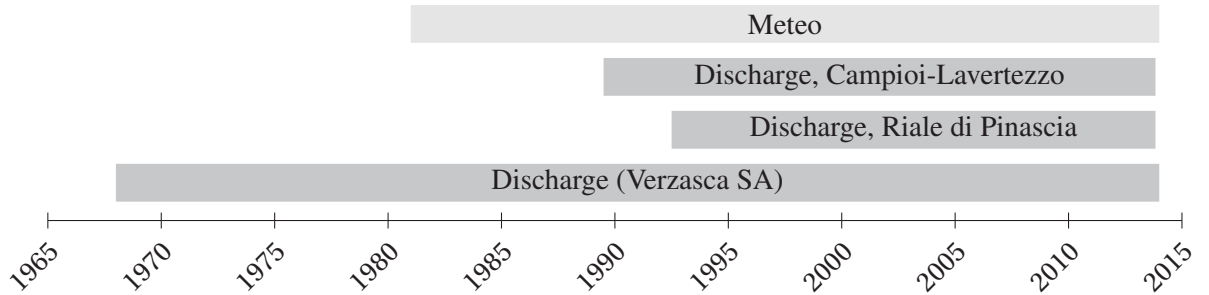 Meteo
Discharge, Campioi-Lavertezzo
Discharge, Riale di Pinascia
Discharge (Verzasca SA)
1965 1970 1975 1980 1985 1990 1995 2000 2005 2010 2015